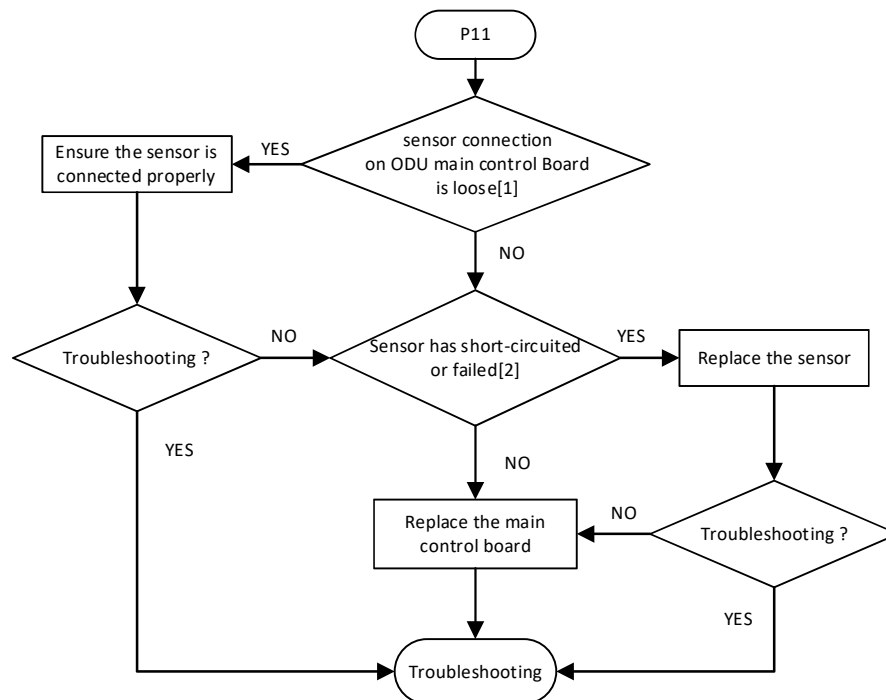 P11
sensor connection
on ODU main control Board
is loose[1]
YES
Ensure the sensor is
connected properly
NO
Troubleshooting ?
NO
Sensor has short-circuited
or failed[2]
YES
Replace the sensor
YES
NO
Replace the main
control board
NO
Troubleshooting ?
YES
Troubleshooting